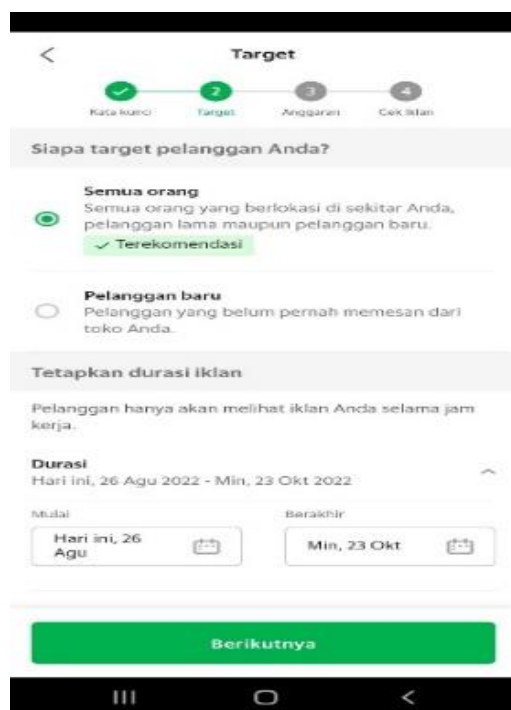 Target
2
3
4
Kata kunci
Target
Anggaran
Cek Iklan
Siapa target pelanggan Anda?
Semua orang
Semua orang yang berlokasi di sekitar Anda,
pelanggan lama maupun pelanggan baru.
Terekomendasi
Pelanggan baru
Pelanggan yang belum pernah memesan dari
toko Anda.
Tetapkan durasi iklan
Pelanggan hanya akan melihat iklan Anda selama jam
kerja.
Durasi
Hari ini, 26 Agu 2022 - Min, 23 Okt 2022
Mulai
Berakhir
Hari ini, 26
Agu
Min, 23 Okt
Berikutnya